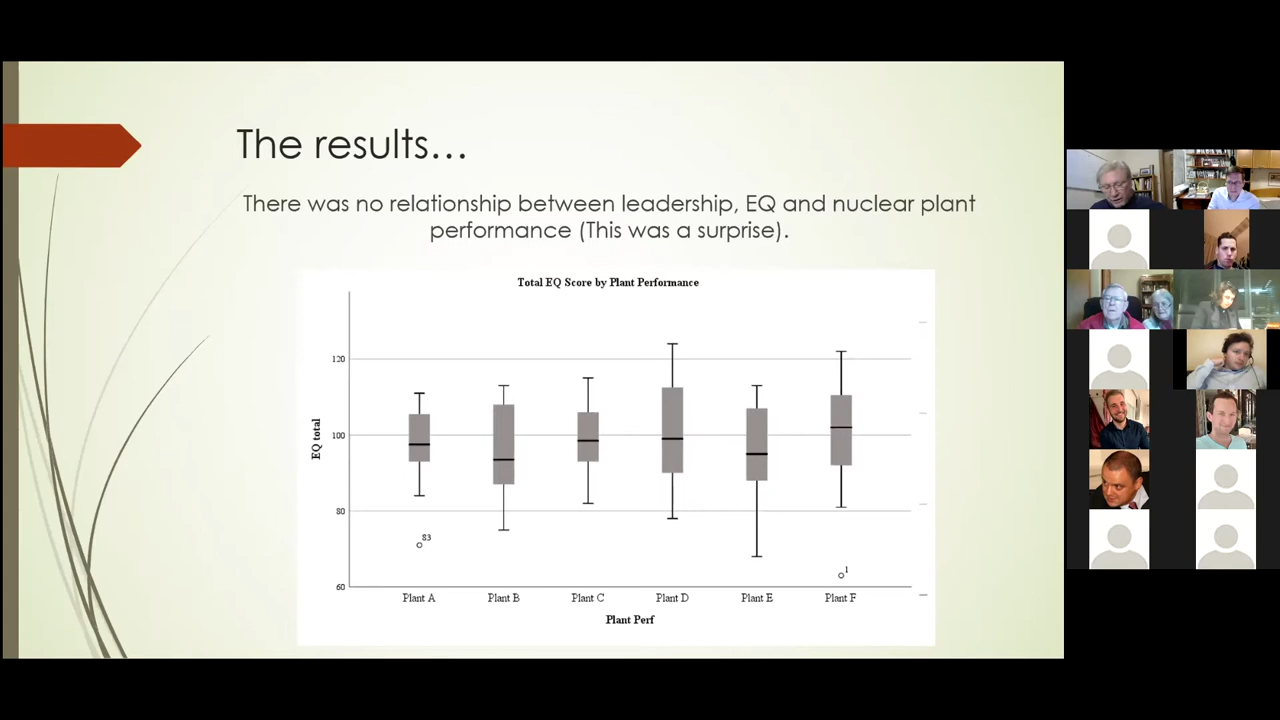 The results...
There was no relationship between leadership, EQ and nuclear plant
performance (This was a surprise).
Total EQ Score by Plant Performance
120
100
80
60
EQ total
83
1
Plant A Plant B Plant C Plant D Plant E Plant F
Plant Perf